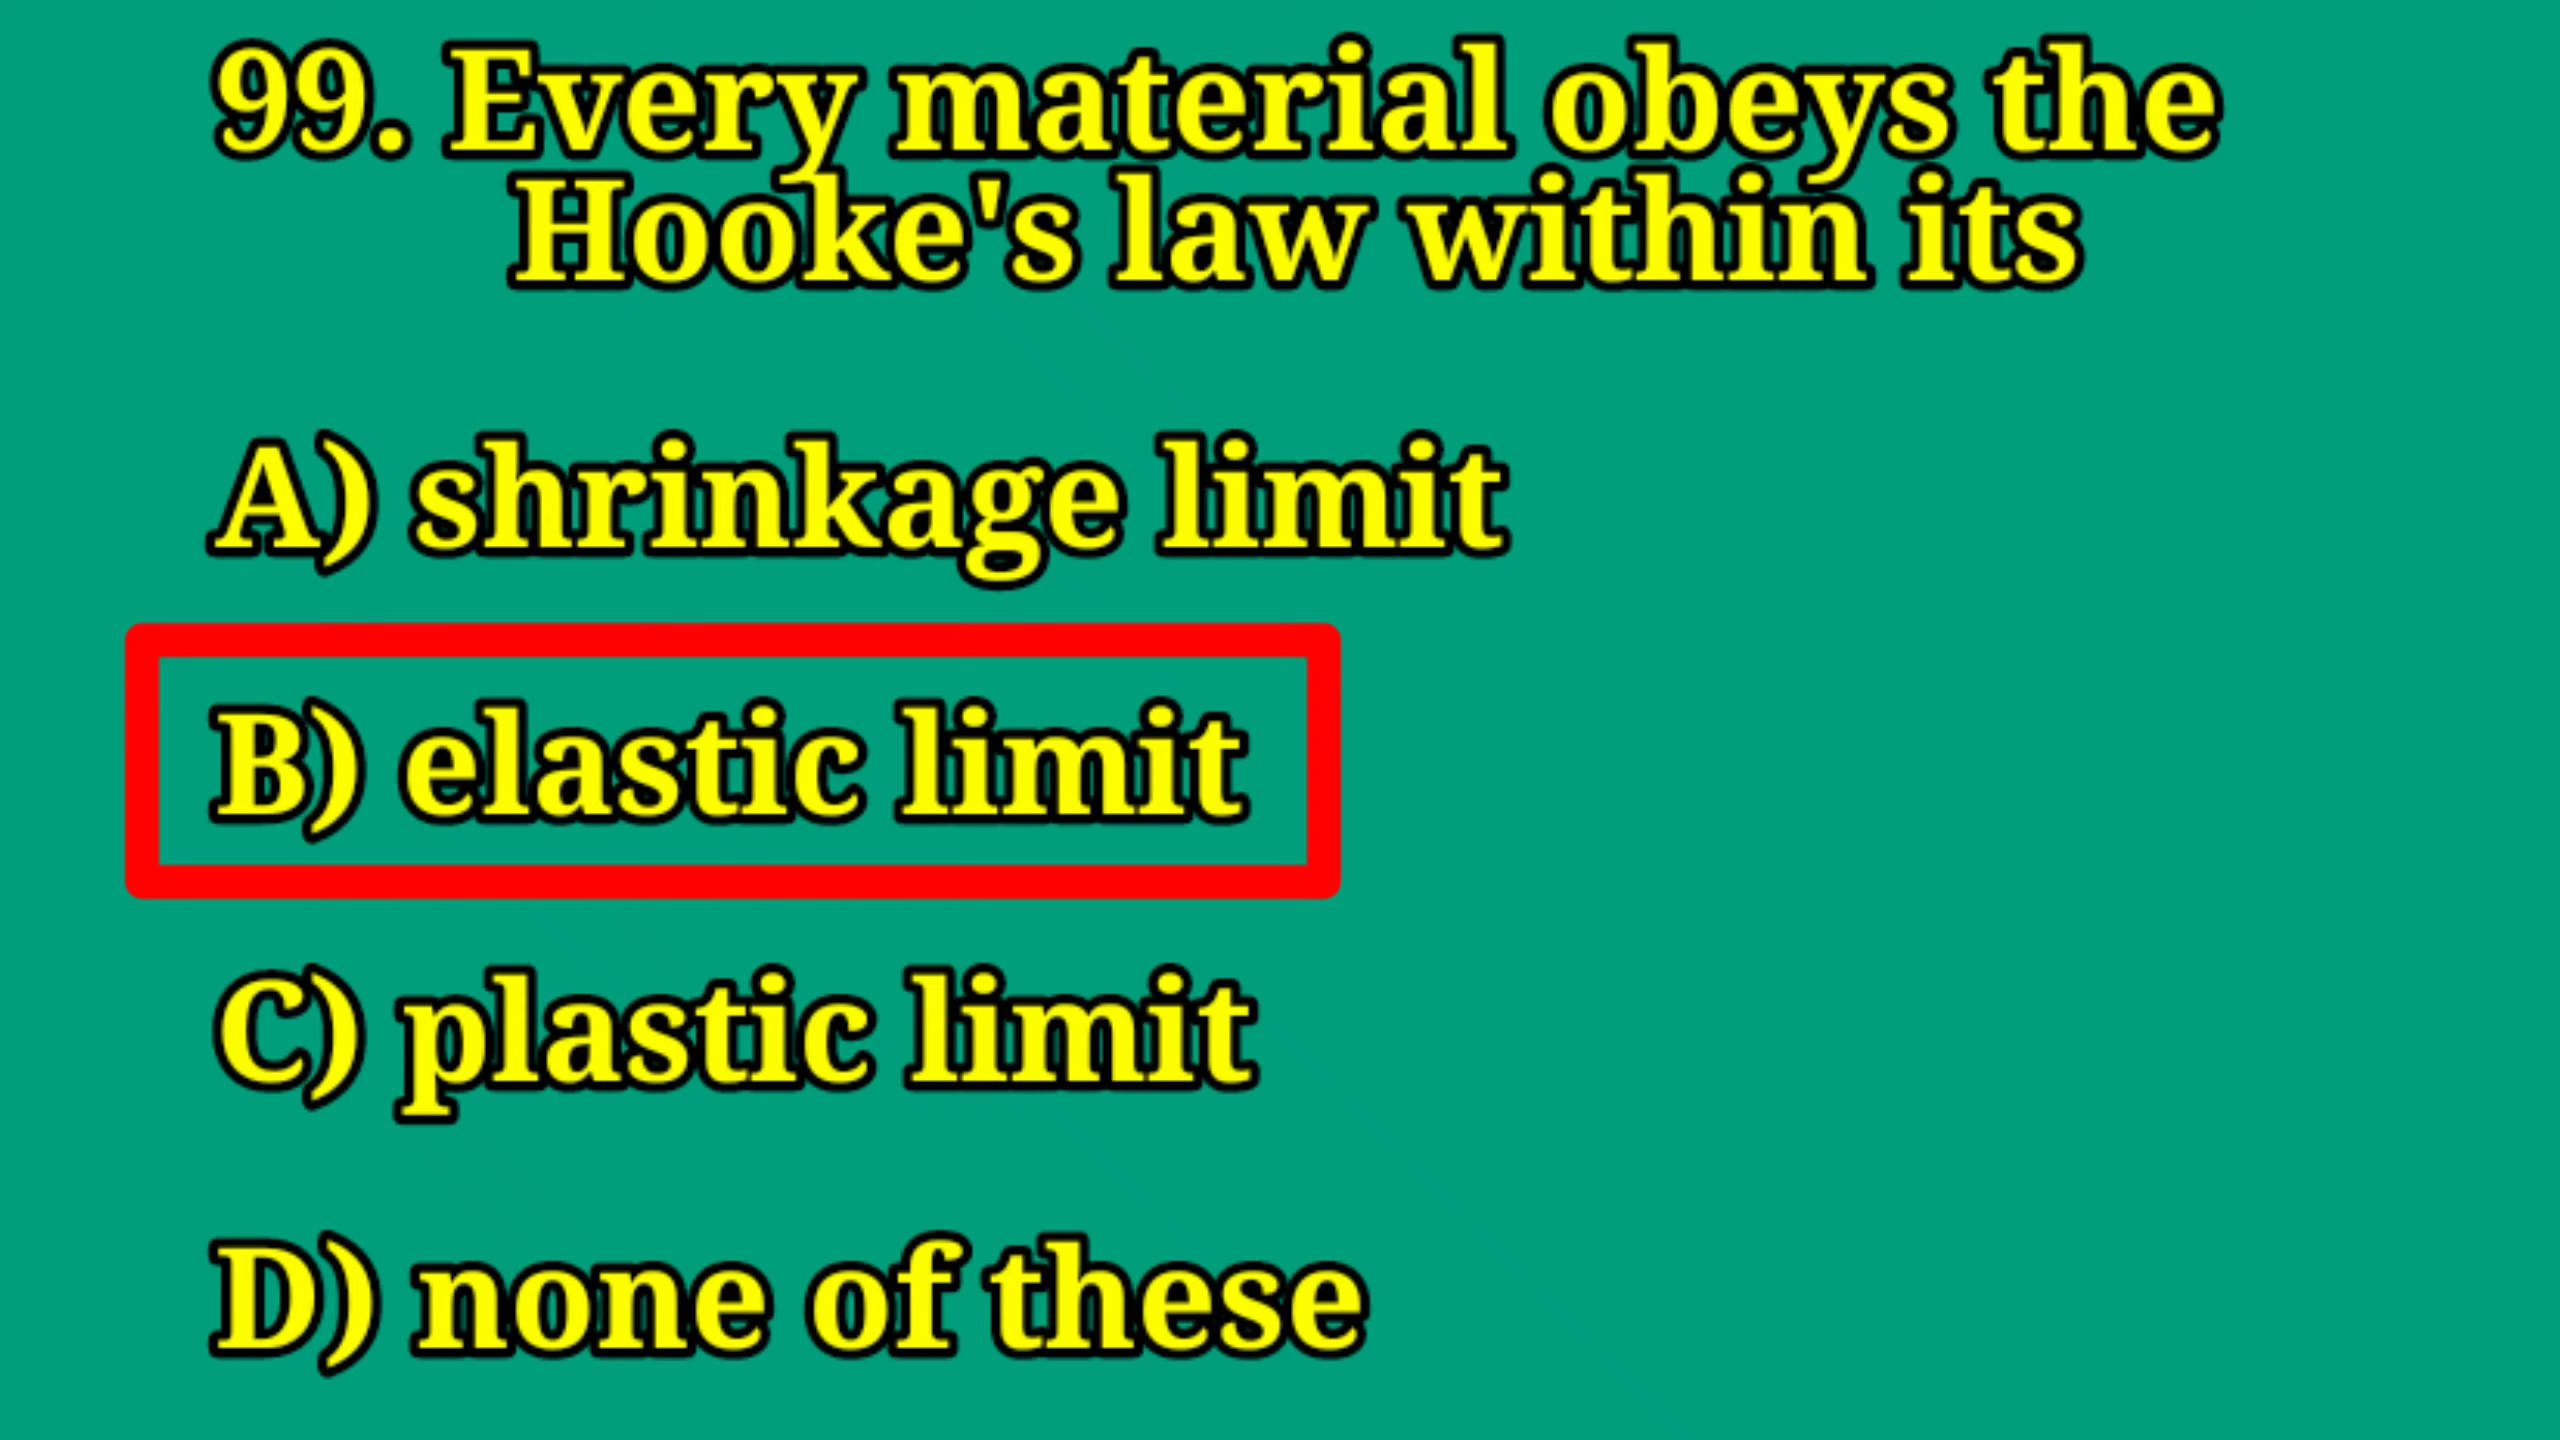 99. Every material obeys the
Hooke's law within its
A) shrinkage limit
B) elastic limit
C) plastic limit
D) none of these